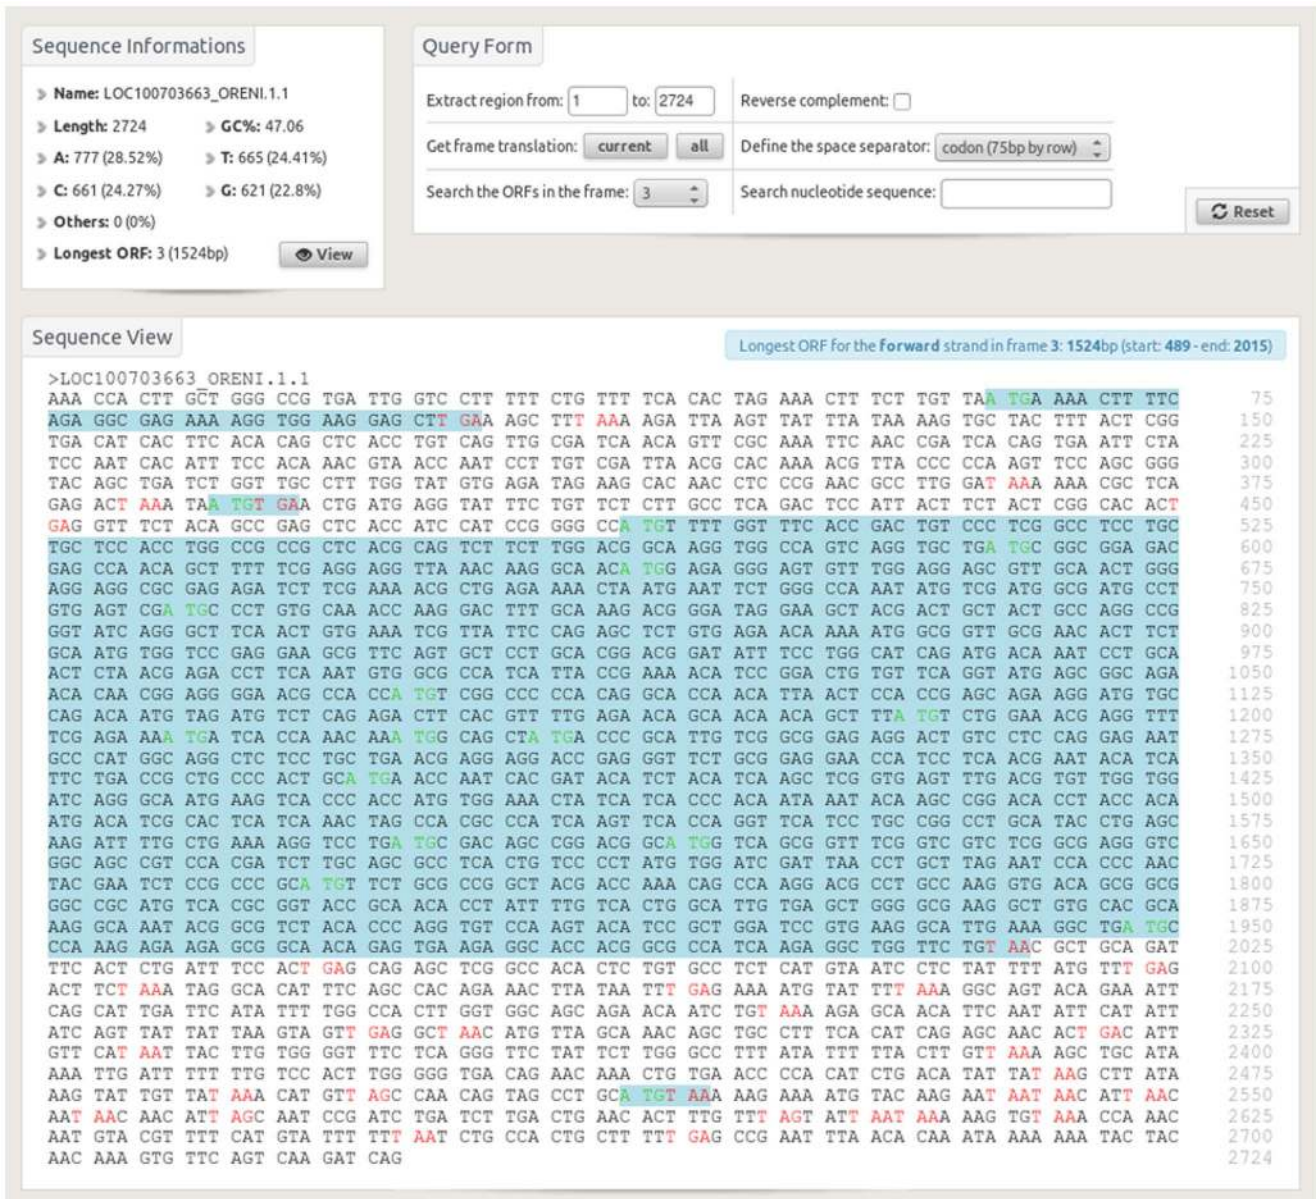 Sequence Informations
Name: LOC100703663_ORENI.1.1
Length: 2724 GC%: 47.06
A: 777 (28.52%) T: 665 (24.41%)
C: 661 (24.27%) G: 621 (22.8%)
Others: 0 (0%)
Longest ORF: 3 (1524bp) View
Query Form
Extract region from: 1 to: 2724 Reverse complement:
Get frame translation: current all Define the space separator: codon (75bp by row)
Search the ORFs in the frame: 3 Search nucleotide sequence:
Reset
Sequence View
Longest ORF for the forward strand in frame 3: 1524bp (start: 489 - end: 2015)
>LOC100703663_ORENI.1.1
AAA CCA CTT GCT GGG CCG TGA TTG GTC CCT TTT CTG TTT TCA CAC TAG AAA CTT TCT TGT TAA TGA AAA CTT TTC 75
AGA GGC GAG AAA AGG TGG AAG GAG CTT GAA AGC TTT AAA AGA TTA AGT TAT TTA TAA AAG TGC TAC TTT ACT CGG 150
TGA CAT CAC TTC ACA CAG CTC ACC TGT CAG TTG CGA TCA ACA GTT CGC AAA TTC AAC CGA TCA CAG TGA ATT CTA 225
TCC AAT CAC ATT TCC ACA AAC GTA ACC AAT CCT TGT CGA TTA ACG CAC AAA ACG TTA CCC CCA AGT TCC AGC GGG 300
TAC AGC TGA TCT GGT TGC CTT TGG TAT GTG AGA TAG AAG CAC AAC CTC CCG AAC GCC TTG GAT AAA AAA CGC TCA 375
GAG ACT AAA TAA ATG TGA ACT GAT GAG GTA TTT CTG TTC TCT TGC CTC AGA CTC CAT TAC TTC TAC TCG GCA CAC T 450
GAG GTT TCT ACA GCC GAG CTC ACC ATC CAT CCG GGG CCA TGT TTT GGT TTC ACC GAC TGT CCC TCG GCC TCC TGC 525
TGC TCC ACC TGG CCG CCG CTC ACG CAG TCT TCT TGG ACG GCA AGG TGG CCA GTC AGG TGC TGA TGC GGC GGA GAC 600
GAG CCA ACA GCT TTT TCG AGG AGG TTA AAC AAG GCA ACA TGG AGA GGG AGT GTT TGG AGG AGC GTT GCA ACT GGG 675
AGG AGG CGC GAG AGA TCT TCG AAA ACG CTG AGA AAA CTA ATG AAT TCT GGG CCA AAT ATG TCG ATG GCG ATG CCT 750
GTG AGT CGA TGC CCT GTG CAA ACC AAG GAC TTT GCA AAG ACG GGA TAG GAA GCT ACG ACT GCT ACT GCC AGG CCG 825
GGT ATC AGG GCT TCA ACT GTG AAA TCG TTA TTC CAG AGC TCT GTG AGA ACA AAA ATG GCG GTT GCG AAC ACT TCT 900
GCA ATG TGG TCC GAG GAA GCG TTC AGT GCT CCT GCA CGG ACG GAT ATT TCC TGG CAT CAG ATG ACA AAT CCT GCA 975
ACT CTA ACG AGA CCT TCA AAT GTG GCG CCA TCA TTA CCG AAA ACA TCC GGA CTG TGT TCA GGT ATG AGC GGC AGA 1050
ACA CAA CGG AGG GGA ACG CCA CCA TGT CGG CCC CCA CAG GCA CCA ACA TTA ACT CCA CCG AGC AGA AGG ATG TGC 1125
CAG ACA ATG TAG ATG TCT CAG AGA CTT CAC GTT TTG AGA ACA GCA ACA ACA GCT TTA TGT CTG GAA ACG AGG TTT 1200
TCG AGA AAA TGA TCA CCA AAC AAA TGG CAG CTA TGA CCC GCA TTG TCG GCG GAG AGG ACT GTC CTC CAG GAG AAT 1275
GCC CAT GGC AGG CTC TCC TGC TGA ACG AGG AGG ACC GAG GGT TCT GCG GAG GAA CCA TCC TCA ACG AAT ACA TCA 1350
TTC TGA CCG CTG CCC ACT GCA TGA ACC AAT CAC GAT ACA TCT ACA TCA AGC TCG GTG AGT TTG ACG TGT TGG TGG 1425
ATC AGG GCA ATG AAG TCA CCC ACC ATG TGG AAA CTA TCA TCA CCC ACA ATA AAT ACA AGC CGG ACA CCT ACC ACA 1500
ATG ACA TCG CAC TCA TCA AAC TAG CCA CGC CCA TCA AGT TCA CCA GGT TCA TCC TGC CGG CCT GCA TAC CTG AGC 1575
AAG ATT TTG CTG AAA AGG TCC TGA TGC GAC AGC CGG ACG GCA TGG TCA GCG GTT TCG GTC GTC TCG GCG AGG GTC 1650
GGC AGC CGT CCA CGA TCT TGC AGC GCC TCA CTG TCC CCT ATG TGG ATC GAT TAA CCT GCT TAG AAT CCA CCC AAC 1725
TAC GAA TCT CCG CCC GCA TGT TCT GCG CCG GCT ACG ACC AAA CAG CCA AGG ACG CCT GCC AAG GTG ACA GCG GCG 1800
GGC CGC ATG TCA CGC GGT ACC GCA ACA CCT ATT TTG TCA CTG GCA TTG TGA GCT GGG GCG AAG GCT GTG CAC GCA 1875
AAG GCA AAT ACG GCG TCT ACA CCC AGG TGT CCA AGT ACA TCC GCT GGA TCC GTG AAG GCA TTG AAA GGC TGA TGC 1950
CCA AAG AGA AGA GCG GCA ACA GAG TGA AGA GGC ACC ACG GCG CCA TCA AGA GGC TGG TTC TGT AAC GCT GCA GAT 2025
TTC ACT CTG ATT TCC ACT GAG CAG AGC TCG GCC ACA CTC TGT GCC TCT CAT GTA ATC CTC TAT TTT ATG TTT GAG 2100
ACT TCT AAA TAG GCA CAT TTC AGC CAC AGA AAC TTA TAA TTT GAG AAA ATG TAT TTT AAA GGC AGT ACA GAA ATT 2175
CAG CAT TGA TTC ATA TTT TGG CCA CTT GGT GGC AGC AGA ACA ATC TGT AAA AGA GCA ACA TTC AAT ATT CAT ATT 2250
ATC AGT TAT TAT TAA GTA GTT GAG GCT AAC ATG TTA GCA AAC AGC TGC CCT TCA CAT CAG AGC AAC ACT GAC ATT 2325
GTT CAT AAT TAC TTG TGG GGT TTC TCA GGG TTC TAT TCT TGG GCC TTT ATA TTT TTA CTT GTT AAA AGC TGC ATA 2400
AAA TTG ATT TTT TTG TCC ACT TGG GGG TGA CAG AAC AAA CTG TGA ACC CCA CAT CTG ACA TAT TAT AAG CTT ATA 2475
AAG TAT TGT TAT AAA CAT GTT AGC CAA CAG TAG CCT GCA TGT AAA AAG AAA ATG TAC AAG AAT AAT AAC ATT AAC 2550
AAT AAC AAC ATT AGC AAT CCG ATC TGA TCT TGA CTG AAC ACT TTG TTT AGT ATT AAT AAA AAG TGT AAA CCA AAC 2625
AAT GTA CGT TTT CAT GTA TTT TTT AAT CTG CCA CTG CTT TTT GAG CCG AAT TTA ACA CAA ATA AAA AAA TAC TAC 2700
AAC AAA GTG TTC AGT CAA GAT CAG 2724